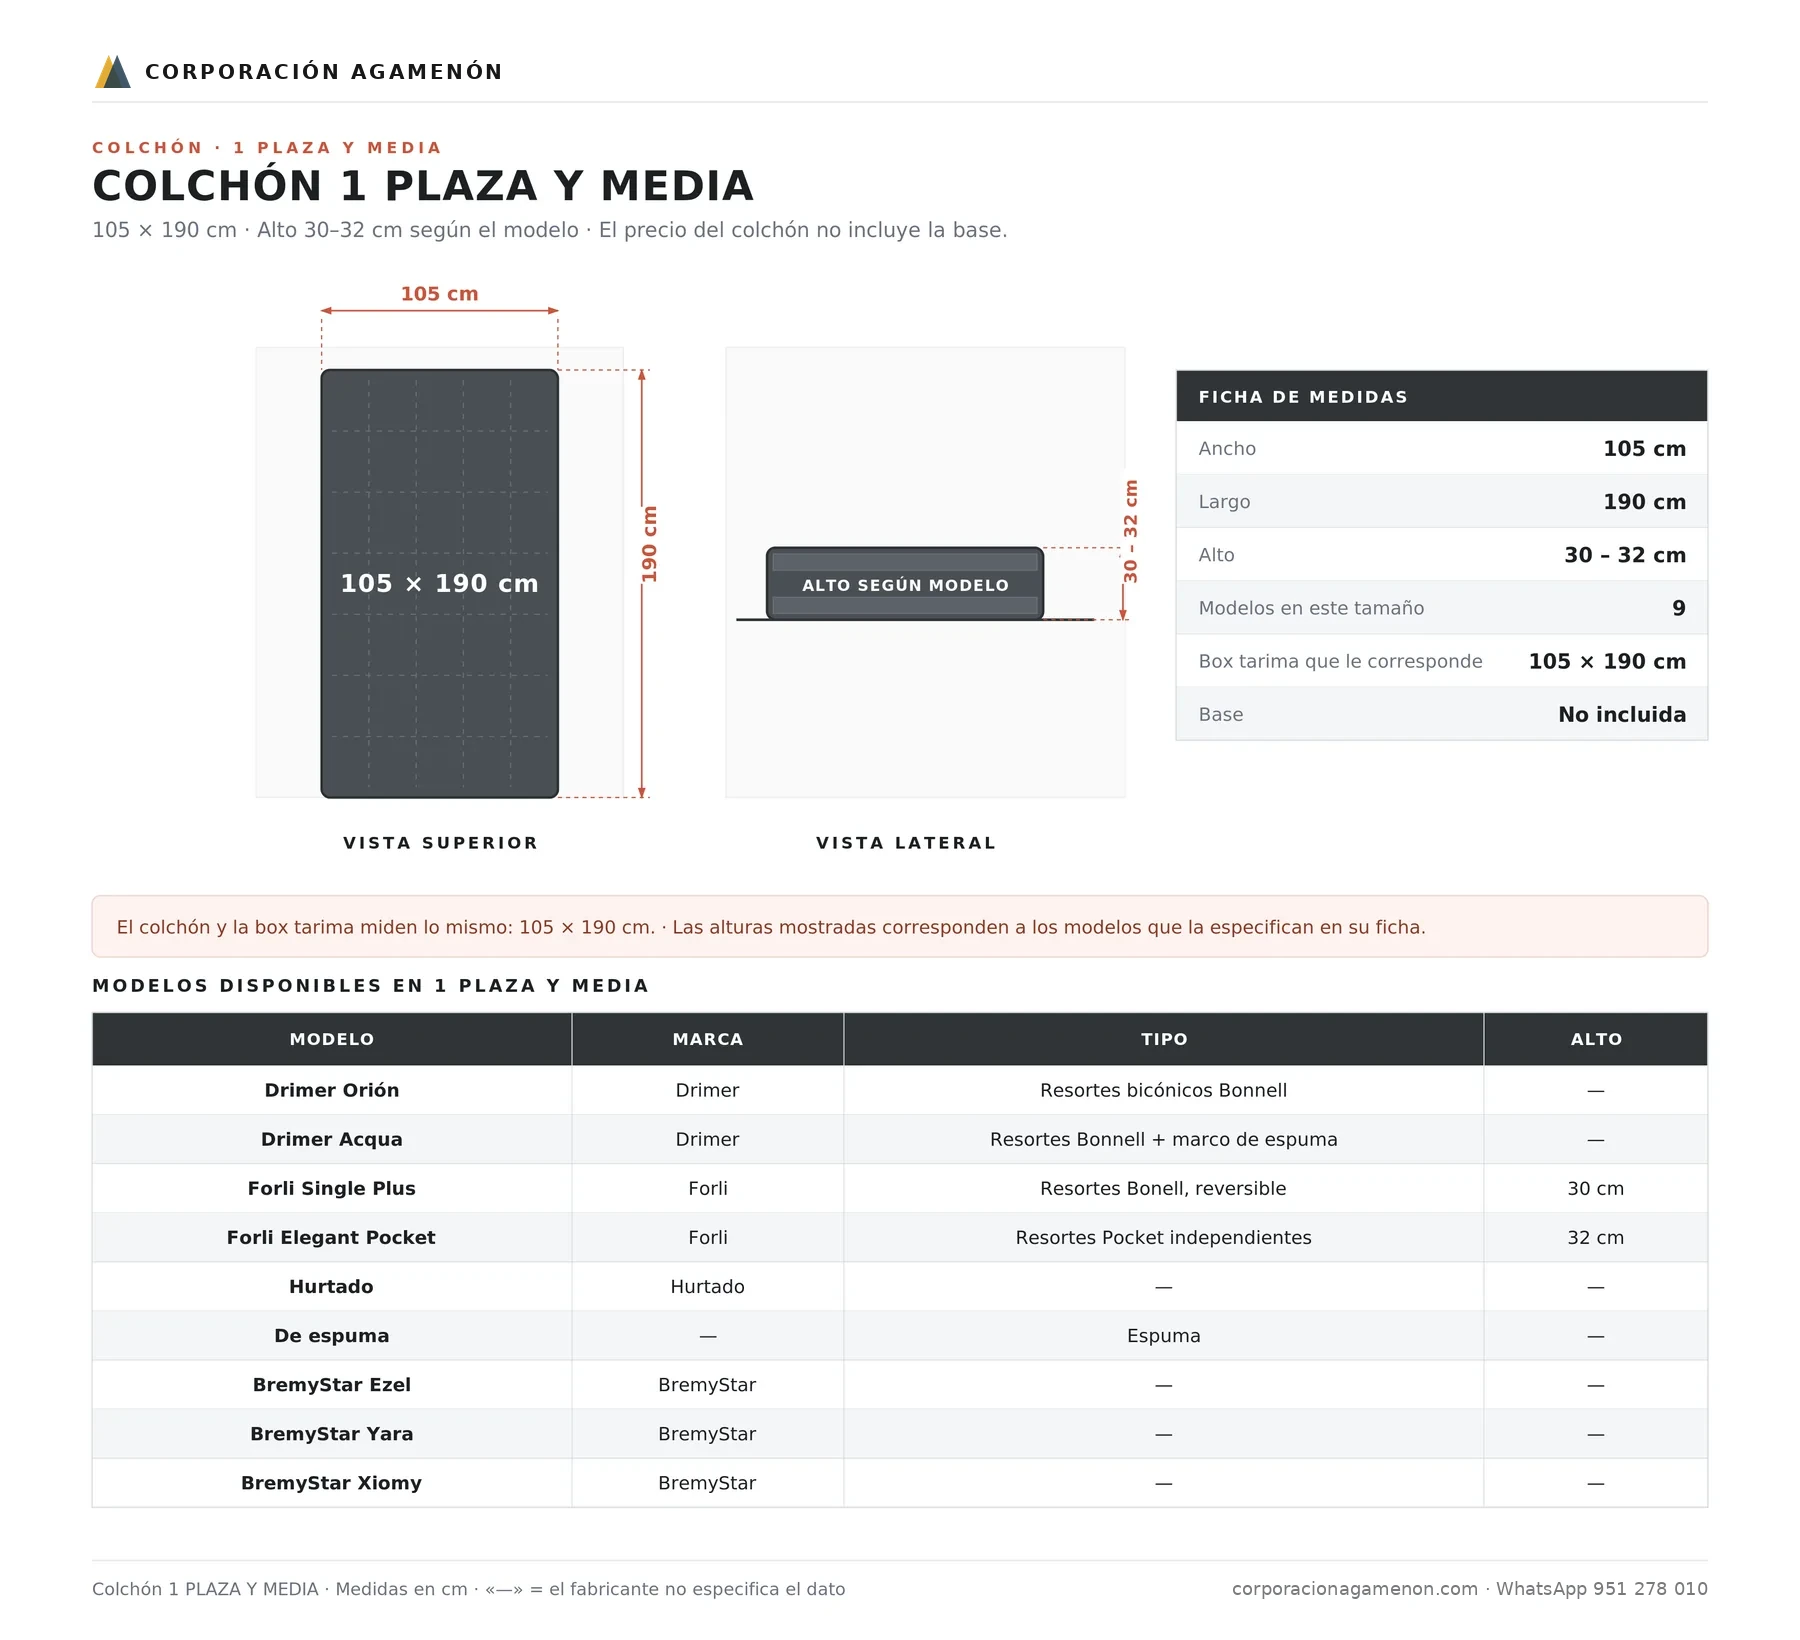 CORPORACIÓN AGAMENÓN
COLCHÓN · 1 PLAZA Y MEDIA
COLCHÓN 1 PLAZA Y MEDIA
105 × 190 cm · Alto 30–32 cm según el modelo · El precio del colchón no incluye la base.
105 cm
190 cm
105 × 190 cm
VISTA SUPERIOR
30 – 32 cm
ALTO SEGÚN MODELO
VISTA LATERAL
FICHA DE MEDIDAS
Ancho 105 cm
Largo 190 cm
Alto 30 – 32 cm
Modelos en este tamaño 9
Box tarima que le corresponde 105 × 190 cm
Base No incluida
El colchón y la box tarima miden lo mismo: 105 × 190 cm. · Las alturas mostradas corresponden a los modelos que la especifican en su ficha.
MODELOS DISPONIBLES EN 1 PLAZA Y MEDIA
MODELO MARCA TIPO ALTO
Drimer Orión Drimer Resortes bicónicos Bonnell —
Drimer Acqua Drimer Resortes Bonnell + marco de espuma —
Forli Single Plus Forli Resortes Bonell, reversible 30 cm
Forli Elegant Pocket Forli Resortes Pocket independientes 32 cm
Hurtado Hurtado — —
De espuma — Espuma —
BremyStar Ezel BremyStar — —
BremyStar Yara BremyStar — —
BremyStar Xiomy BremyStar — —
Colchón 1 PLAZA Y MEDIA · Medidas en cm · «—» = el fabricante no especifica el dato
corporacionagamenon.com · WhatsApp 951 278 010